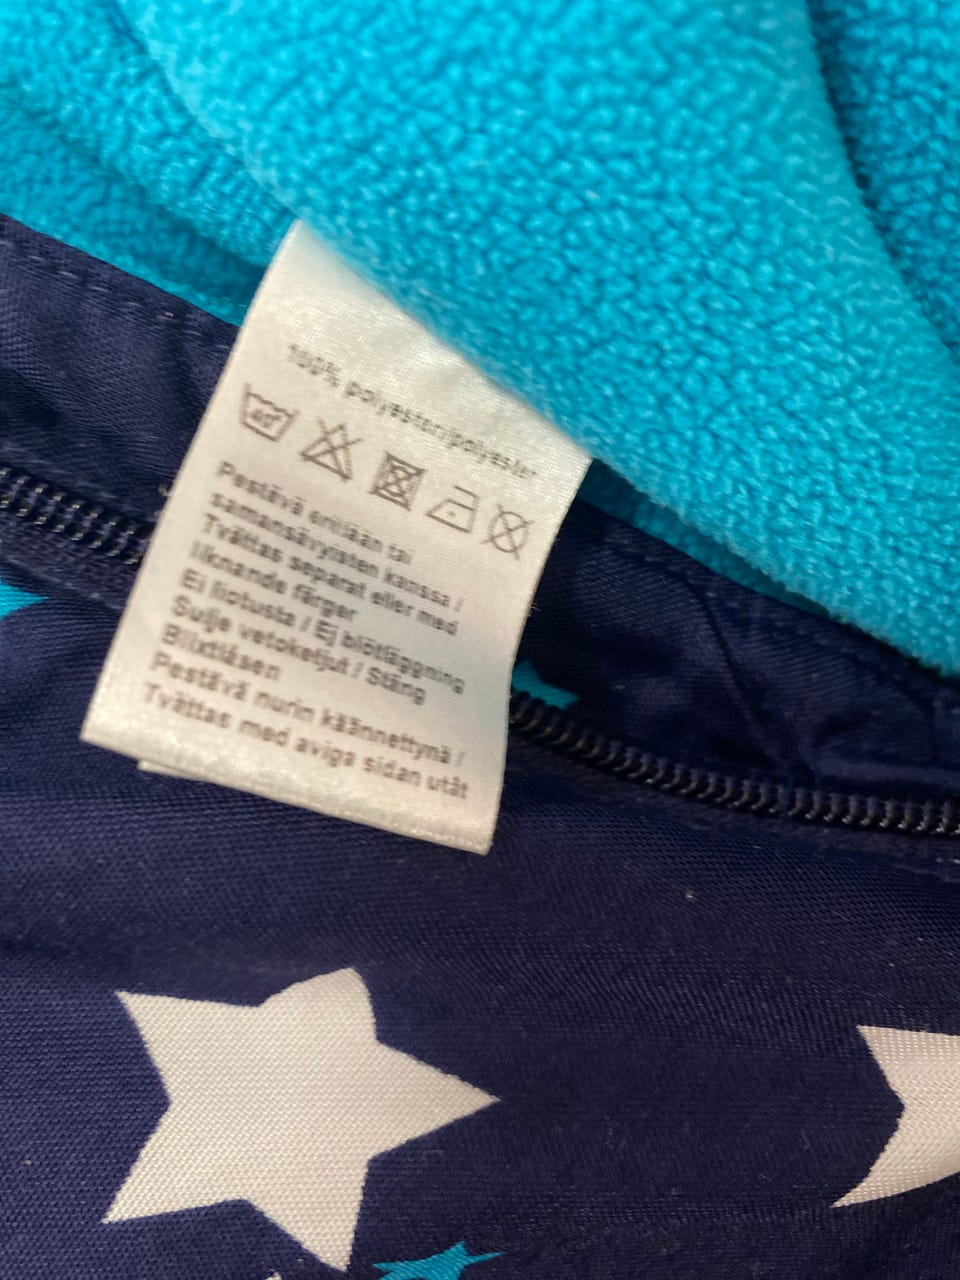 100% polyesteri/polyester
40°
Pestävä erillään tai
samansävyisten kanssa /
Tvättas separat eller med
liknande färger
Ei liotusta / Ej blötläggning
Sulje vetoketjut / Stäng
Blixtlåsen
Pestävä nurin käännettynä /
Tvättas med aviga sidan utåt